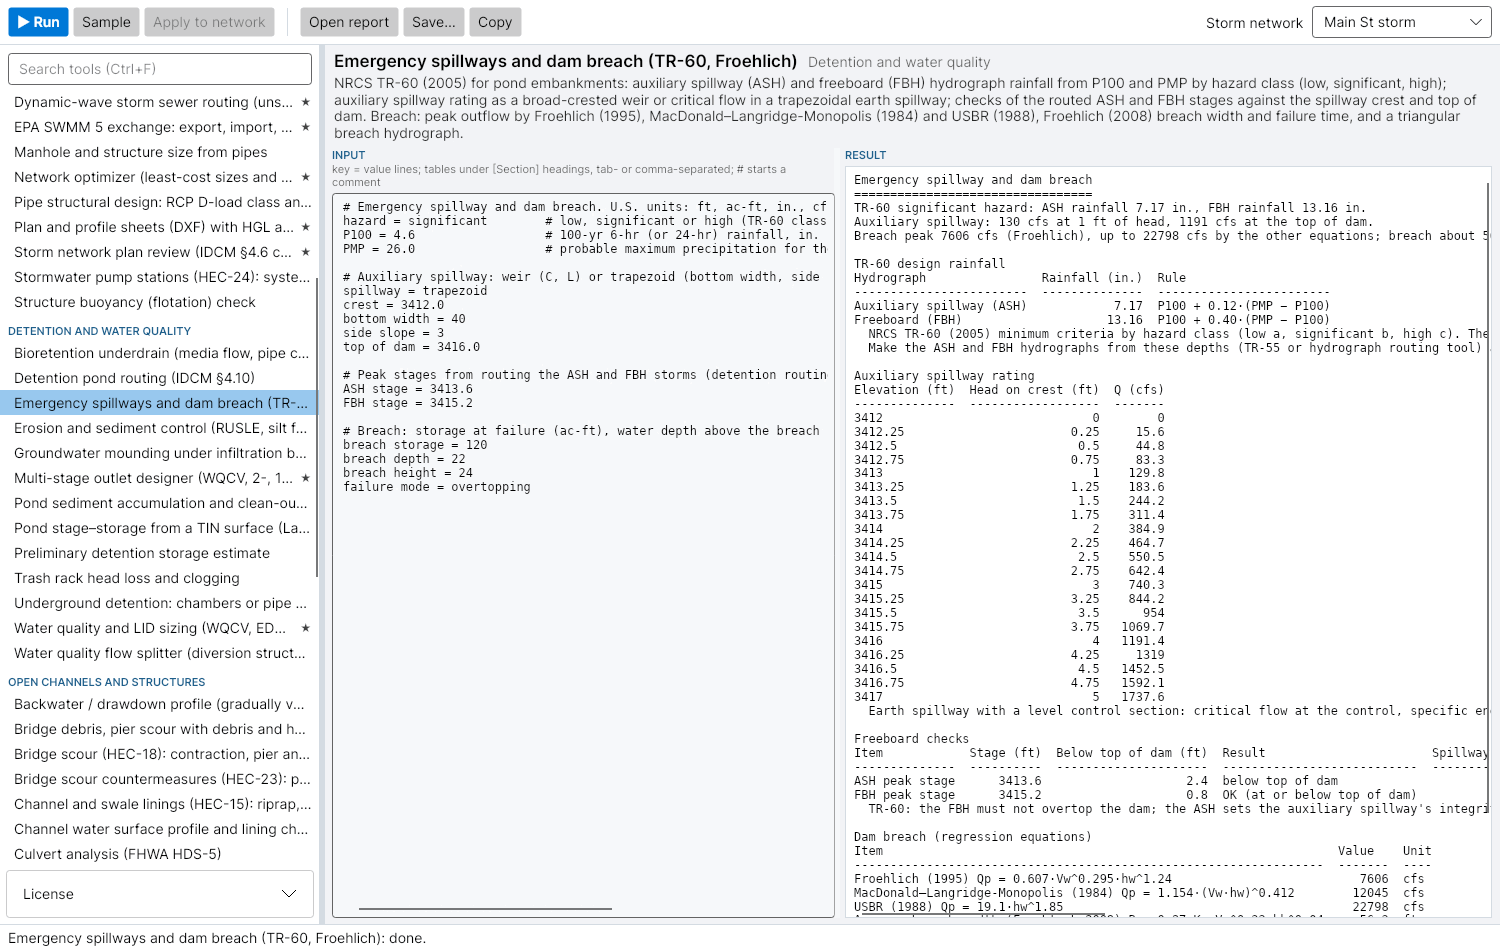 Run
Sample
Apply to network
Open report
Save...
Copy
Storm network
Main St storm
Search tools (Ctrl+F)
Dynamic-wave storm sewer routing (uns... ★
EPA SWMM 5 exchange: export, import, ... ★
Manhole and structure size from pipes
Network optimizer (least-cost sizes and ... ★
Pipe structural design: RCP D-load class an...
Plan and profile sheets (DXF) with HGL a... ★
Storm network plan review (IDCM §4.6 c... ★
Stormwater pump stations (HEC-24): syste...
Structure buoyancy (flotation) check
DETENTION AND WATER QUALITY
Bioretention underdrain (media flow, pipe c...
Detention pond routing (IDCM §4.10)
Emergency spillways and dam breach (TR-...
Erosion and sediment control (RUSLE, silt f...
Groundwater mounding under infiltration b...
Multi-stage outlet designer (WQCV, 2-, 1... ★
Pond sediment accumulation and clean-ou...
Pond stage–storage from a TIN surface (La...
Preliminary detention storage estimate
Trash rack head loss and clogging
Underground detention: chambers or pipe ...
Water quality and LID sizing (WQCV, ED... ★
Water quality flow splitter (diversion struct...
OPEN CHANNELS AND STRUCTURES
Backwater / drawdown profile (gradually v...
Bridge debris, pier scour with debris and h...
Bridge scour (HEC-18): contraction, pier an...
Bridge scour countermeasures (HEC-23): p...
Channel and swale linings (HEC-15): riprap,...
Channel water surface profile and lining ch...
Culvert analysis (FHWA HDS-5)
License
Emergency spillways and dam breach (TR-60, Froehlich) Detention and water quality
NRCS TR-60 (2005) for pond embankments: auxiliary spillway (ASH) and freeboard (FBH) hydrograph rainfall from P100 and PMP by hazard class (low, significant, high);
auxiliary spillway rating as a broad-crested weir or critical flow in a trapezoidal earth spillway; checks of the routed ASH and FBH stages against the spillway crest and top of
dam. Breach: peak outflow by Froehlich (1995), MacDonald–Langridge-Monopolis (1984) and USBR (1988), Froehlich (2008) breach width and failure time, and a triangular
breach hydrograph.
INPUT
key = value lines; tables under [Section] headings, tab- or comma-separated; # starts a
comment
# Emergency spillway and dam breach. U.S. units: ft, ac-ft, in., cf
hazard = significant # low, significant or high (TR-60 class
P100 = 4.6 # 100-yr 6-hr (or 24-hr) rainfall, in.
PMP = 26.0 # probable maximum precipitation for th
# Auxiliary spillway: weir (C, L) or trapezoid (bottom width, side
spillway = trapezoid
crest = 3412.0
bottom width = 40
side slope = 3
top of dam = 3416.0
# Peak stages from routing the ASH and FBH storms (detention routin
ASH stage = 3413.6
FBH stage = 3415.2
# Breach: storage at failure (ac-ft), water depth above the breach
breach storage = 120
breach depth = 22
breach height = 24
failure mode = overtopping
RESULT
Emergency spillway and dam breach
=================================
TR-60 significant hazard: ASH rainfall 7.17 in., FBH rainfall 13.16 in.
Auxiliary spillway: 130 cfs at 1 ft of head, 1191 cfs at the top of dam.
Breach peak 7606 cfs (Froehlich), up to 22798 cfs by the other equations; breach about 5
TR-60 design rainfall
Hydrograph Rainfall (in.) Rule
------------------------ -------------- ------------------------
Auxiliary spillway (ASH) 7.17 P100 + 0.12·(PMP − P100)
Freeboard (FBH) 13.16 P100 + 0.40·(PMP − P100)
NRCS TR-60 (2005) minimum criteria by hazard class (low a, significant b, high c). The
Make the ASH and FBH hydrographs from these depths (TR-55 or hydrograph routing tool)
Auxiliary spillway rating
Elevation (ft) Head on crest (ft) Q (cfs)
-------------- ------------------ -------
3412 0 0
3412.25 0.25 15.6
3412.5 0.5 44.8
3412.75 0.75 83.3
3413 1 129.8
3413.25 1.25 183.6
3413.5 1.5 244.2
3413.75 1.75 311.4
3414 2 384.9
3414.25 2.25 464.7
3414.5 2.5 550.5
3414.75 2.75 642.4
3415 3 740.3
3415.25 3.25 844.2
3415.5 3.5 954
3415.75 3.75 1069.7
3416 4 1191.4
3416.25 4.25 1319
3416.5 4.5 1452.5
3416.75 4.75 1592.1
3417 5 1737.6
Earth spillway with a level control section: critical flow at the control, specific en
Freeboard checks
Item Stage (ft) Below top of dam (ft) Result Spillway
-------------- ---------- --------------------- --------------------------- --------
ASH peak stage 3413.6 2.4 below top of dam
FBH peak stage 3415.2 0.8 OK (at or below top of dam)
TR-60: the FBH must not overtop the dam; the ASH sets the auxiliary spillway's integri
Dam breach (regression equations)
Item Value Unit
----------------------------------------------------------------- ------- ----
Froehlich (1995) Qp = 0.607·Vw^0.295·hw^1.24 7606 cfs
MacDonald–Langridge-Monopolis (1984) Qp = 1.154·(Vw·hw)^0.412 12045 cfs
USBR (1988) Qp = 19.1·hw^1.85 22798 cfs
Emergency spillways and dam breach (TR-60, Froehlich): done.